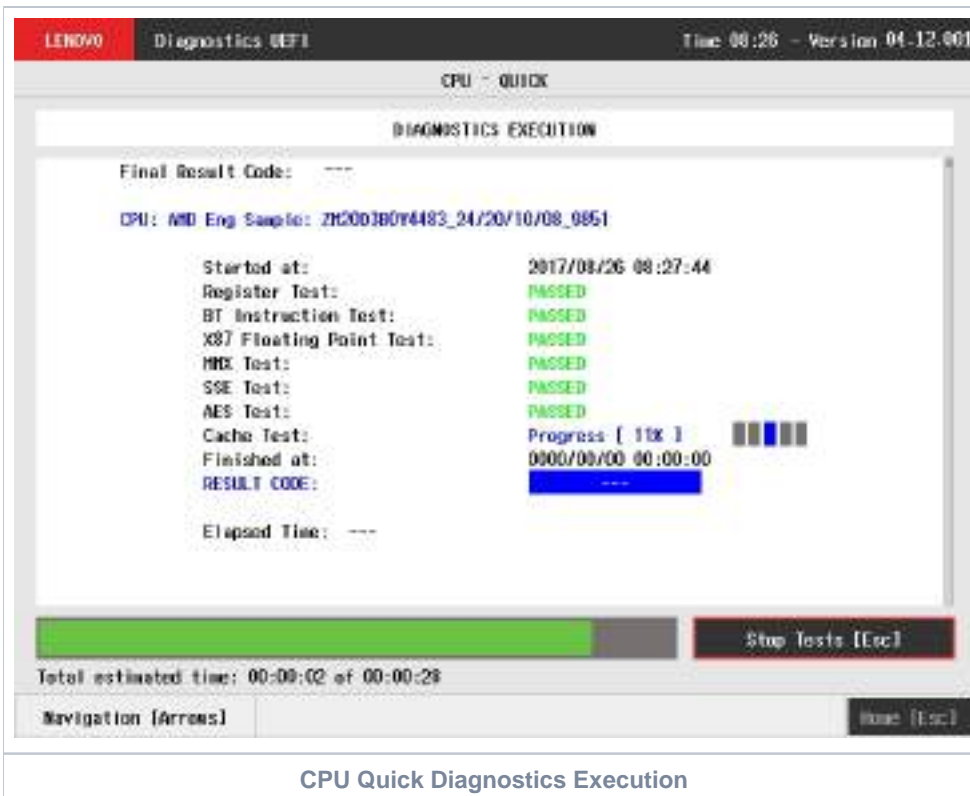 LENOVO Diagnostics UEFI Time 08:26 - Version 04.12.001
CPU - QUICK
DIAGNOSTICS EXECUTION
Final Result Code: ---
CPU: AMD Eng Sample:
Started at: 2017/08/26 08:27:44
Register Test: PASSED
BT Instruction Test: PASSED
X87 Floating Point Test: PASSED
MMX Test: PASSED
SSE Test: PASSED
AES Test: PASSED
Cache Test: Progress [ 11% ]
Finished at: 0000/00/00 00:00:00
RESULT CODE: ---
Elapsed Time: ---
Stop Tests [Esc]
Total estimated time: 00:00:02 of 00:00:28
Navigation [Arrows] Home [Esc]
CPU Quick Diagnostics Execution